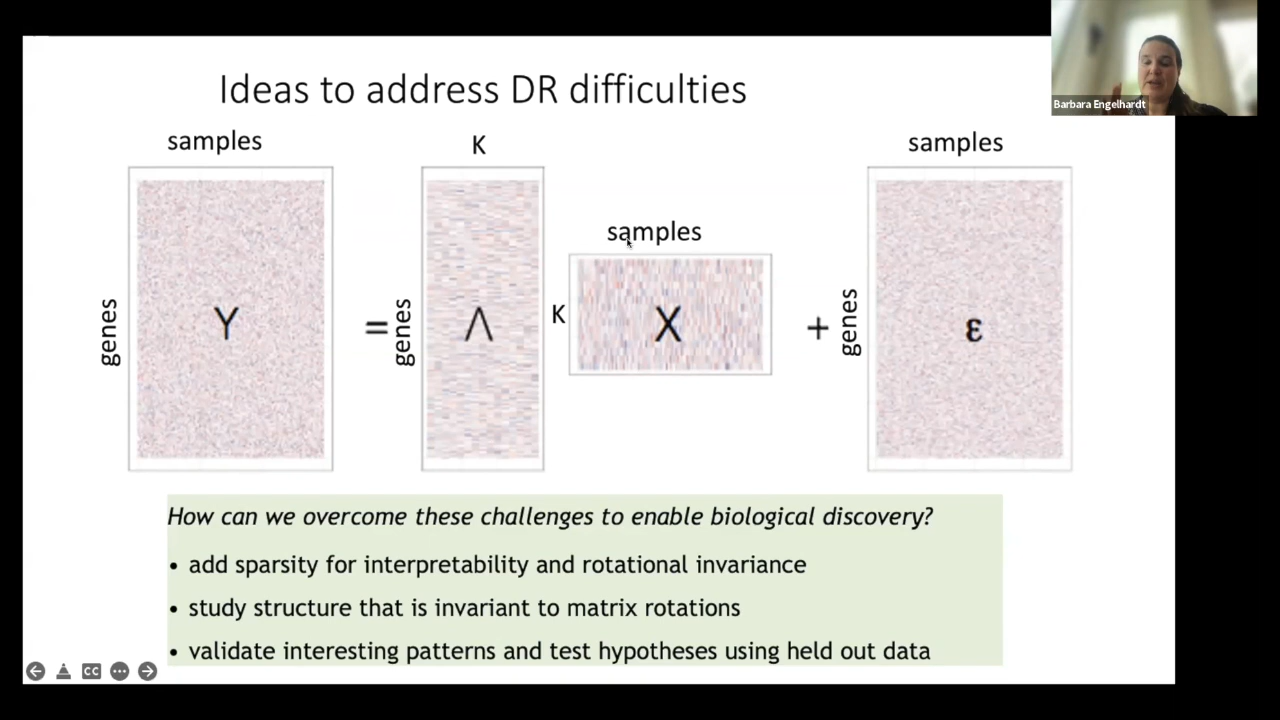 Ideas to address DR difficulties
Barbara Engelhardt
samples
K
samples
samples
genes
Y
=
genes
Λ
K
X
+
genes
ε
How can we overcome these challenges to enable biological discovery?
• add sparsity for interpretability and rotational invariance
• study structure that is invariant to matrix rotations
• validate interesting patterns and test hypotheses using held out data
CC